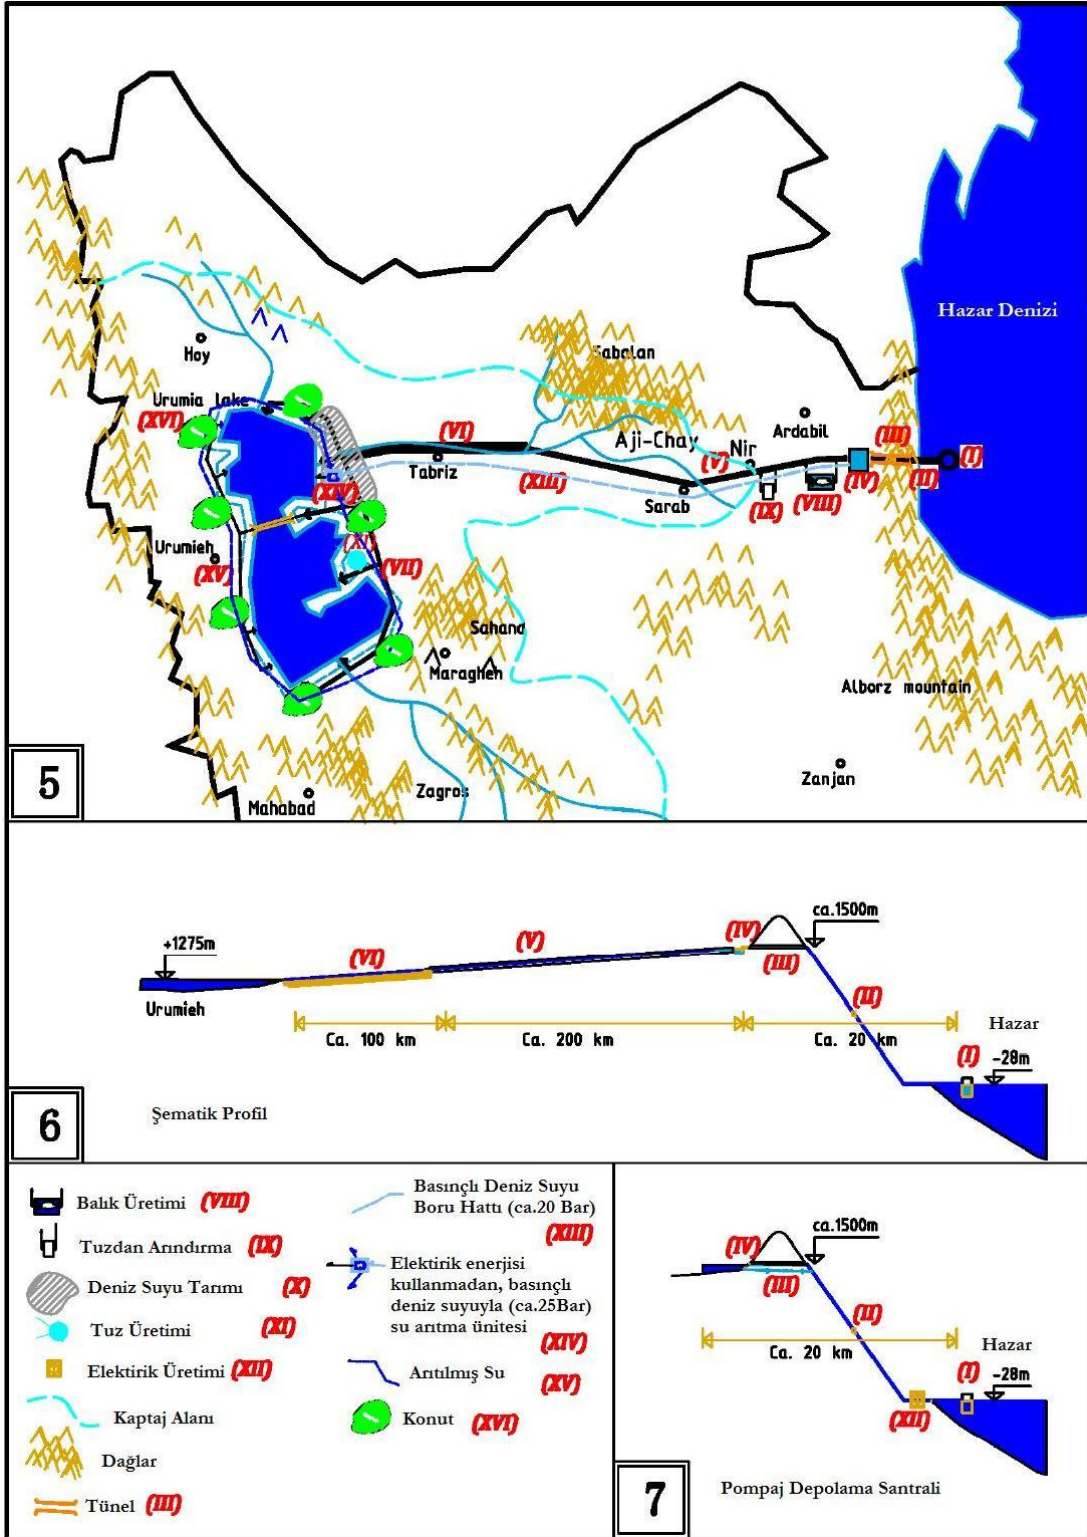 Hazar Denizi
Sabalan
Hoy
Urumia lake
(XVI)
(VI)
Aji-Chay
Nir
Ardabil
(III)
(I)
Tabriz
(V)
(XIII)
(IV)
(II)
(XIV)
Sarab
(IX)
(VIII)
(XI)
Urumieh
(XV)
(VII)
Sahand
Maragheh
Alborz mountain
Zanjan
Zagros
Mahabad
5
ca.1500m
+1275m
(IV)
(V)
(VI)
(III)
Urumieh
(II)
Hazar
Ca. 100 km
Ca. 200 km
Ca. 20 km
(I)
-28m
Şematik Profil
6
Balık Üretimi (VIII)
Tuzdan Arındırma (IX)
Deniz Suyu Tarımı (X)
Tuz Üretimi (XI)
Elektirik Üretimi (XII)
Kaptaj Alanı
Dağlar
Tünel (III)
Basınçlı Deniz Suyu
Boru Hattı (ca.20 Bar)
(XIII)
Elektirik enerjisi
kullanmadan, basınçlı
deniz suyuyla (ca.25Bar)
su arıtma ünitesi
(XIV)
Arıtılmış Su
(XV)
Konut (XVI)
ca.1500m
(IV)
(III)
(II)
Hazar
Ca. 20 km
(I)
-28m
(XII)
Pompaj Depolama Santrali
7